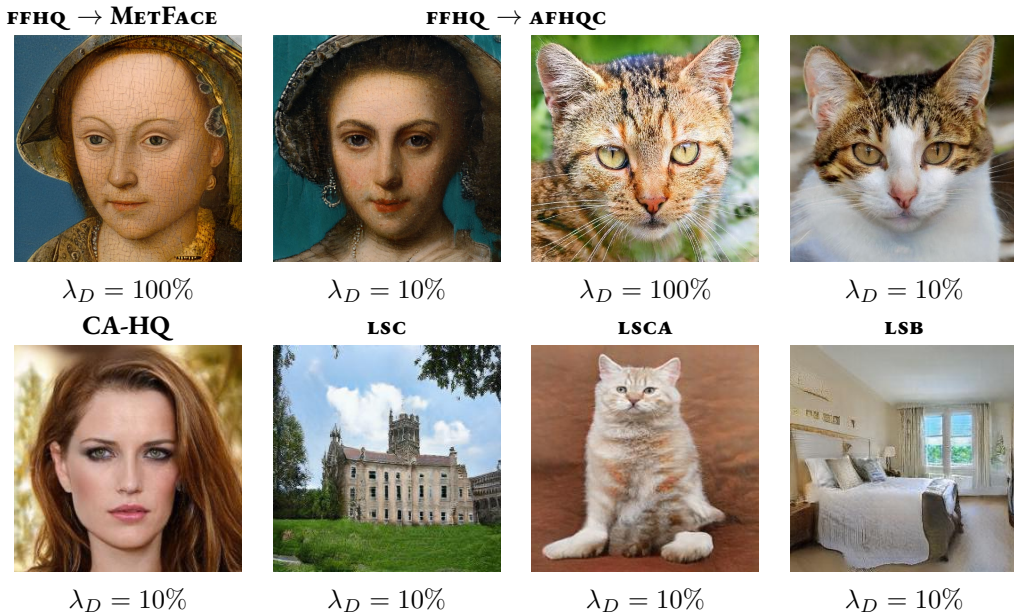 FFHQ → METFACE FFHQ → AFHQC
λ_D = 100% λ_D = 10% λ_D = 100% λ_D = 10%
CA-HQ LSC LSCA LSB
λ_D = 10% λ_D = 10% λ_D = 10% λ_D = 10%